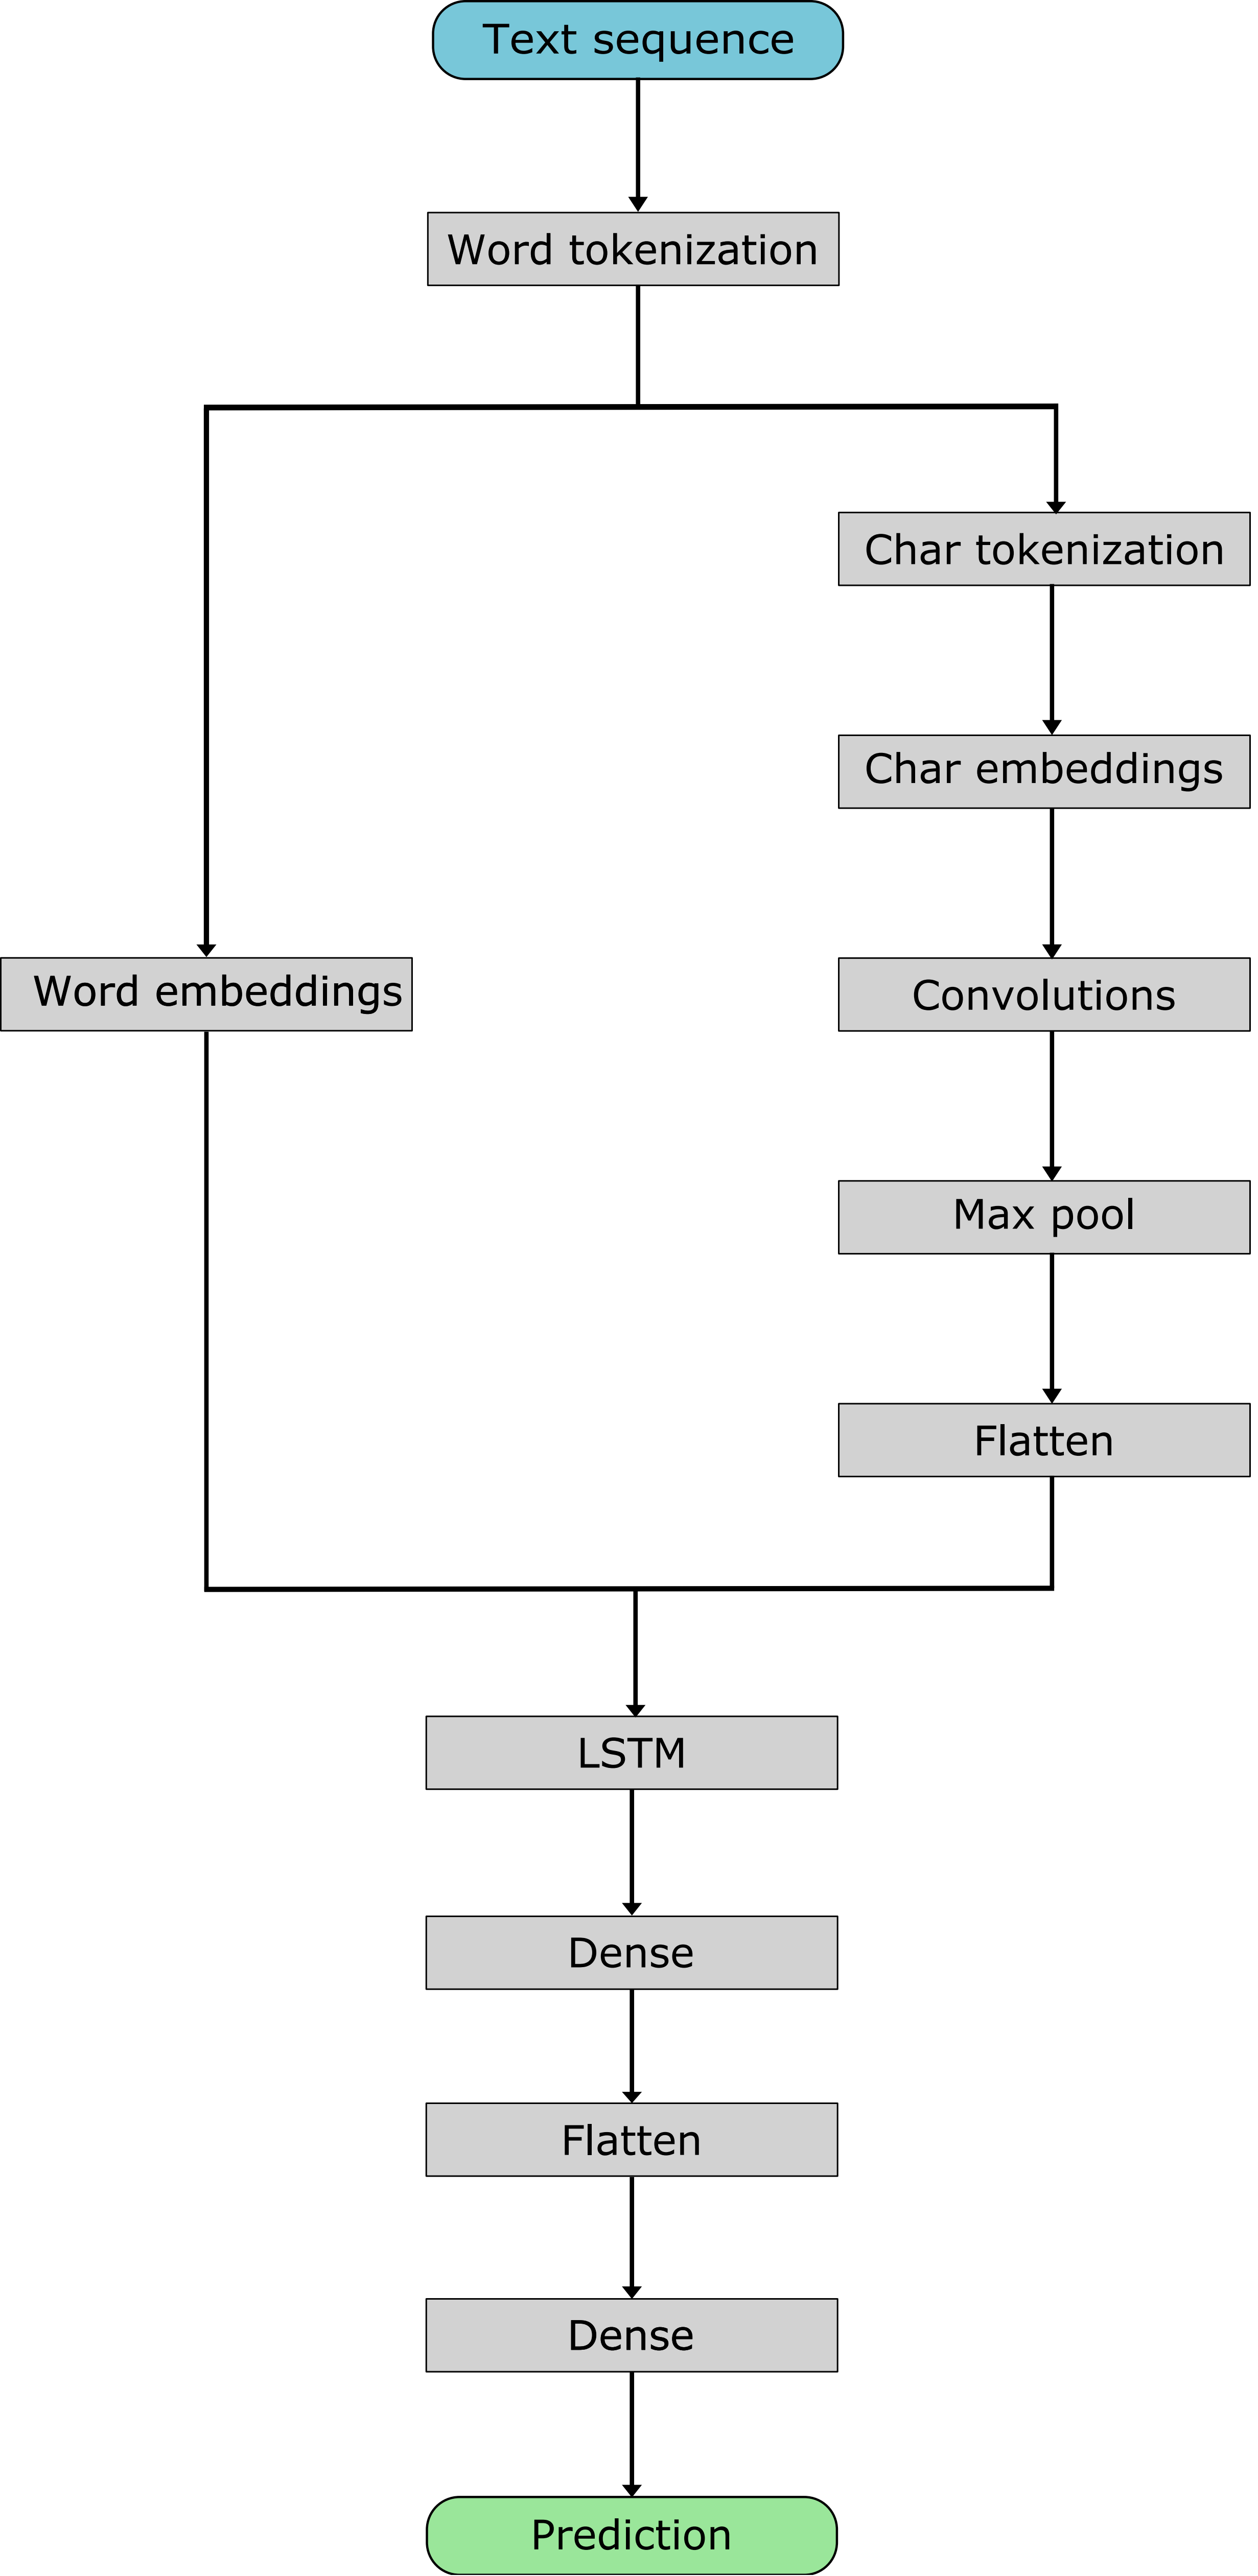 Text sequence
Word tokenization
Char tokenization
Char embeddings
Word embeddings
Convolutions
Max pool
Flatten
LSTM
Dense
Flatten
Dense
Prediction